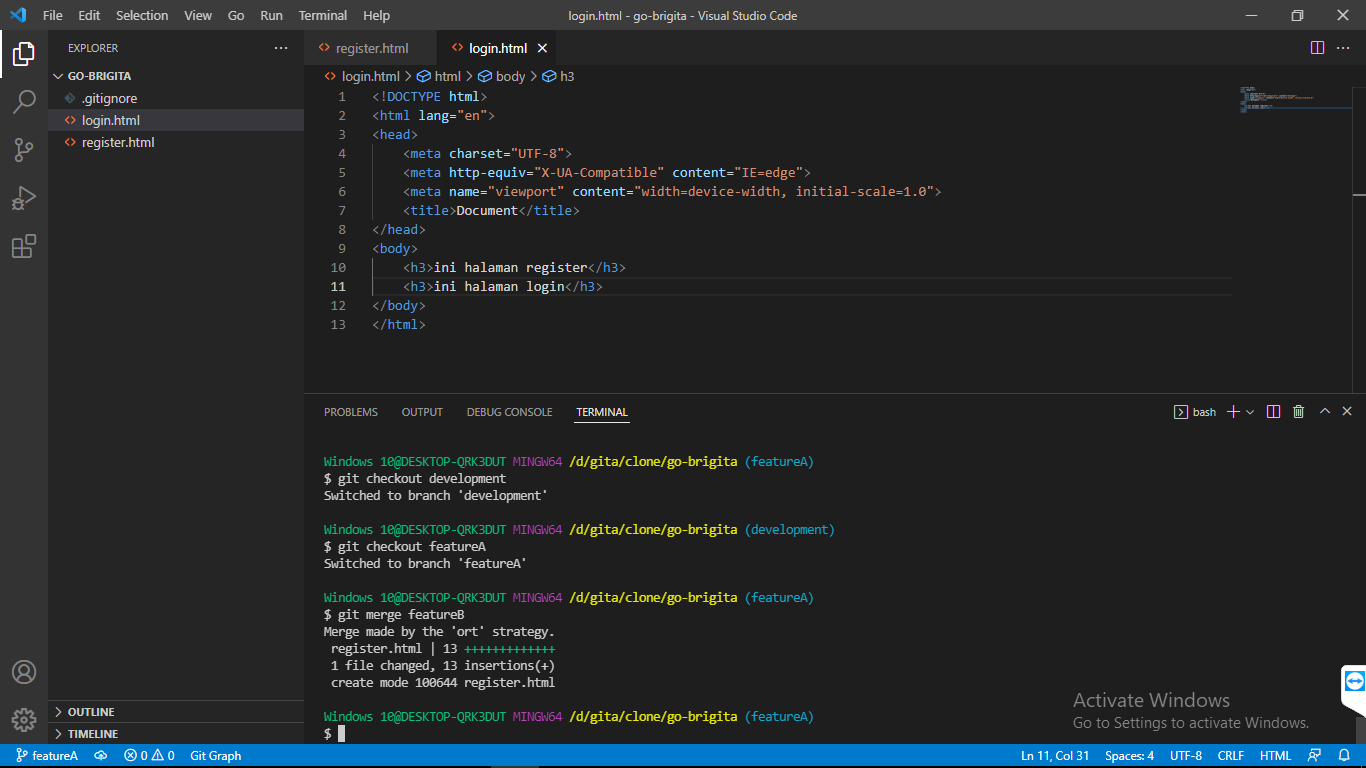 File Edit Selection View Go Run Terminal Help login.html - go-brigita - Visual Studio Code
EXPLORER
GO-BRIGITA
.gitignore
login.html
register.html
OUTLINE
TIMELINE
register.html login.html
login.html > html > body > h3
1 <!DOCTYPE html>
2 <html lang="en">
3 <head>
4 <meta charset="UTF-8">
5 <meta http-equiv="X-UA-Compatible" content="IE=edge">
6 <meta name="viewport" content="width=device-width, initial-scale=1.0">
7 <title>Document</title>
8 </head>
9 <body>
10 <h3>ini halaman register</h3>
11 <h3>ini halaman login</h3>
12 </body>
13 </html>
PROBLEMS OUTPUT DEBUG CONSOLE TERMINAL bash
Windows 10@DESKTOP-QRK3DUT MINGW64 /d/gita/clone/go-brigita (featureA)
$ git checkout development
Switched to branch 'development'
Windows 10@DESKTOP-QRK3DUT MINGW64 /d/gita/clone/go-brigita (development)
$ git checkout featureA
Switched to branch 'featureA'
Windows 10@DESKTOP-QRK3DUT MINGW64 /d/gita/clone/go-brigita (featureA)
$ git merge featureB
Merge made by the 'ort' strategy.
register.html | 13 +++++++++++++
1 file changed, 13 insertions(+)
create mode 100644 register.html
Windows 10@DESKTOP-QRK3DUT MINGW64 /d/gita/clone/go-brigita (featureA)
$
Activate Windows
Go to Settings to activate Windows.
featureA 0 0 Git Graph Ln 11, Col 31 Spaces: 4 UTF-8 CRLF HTML